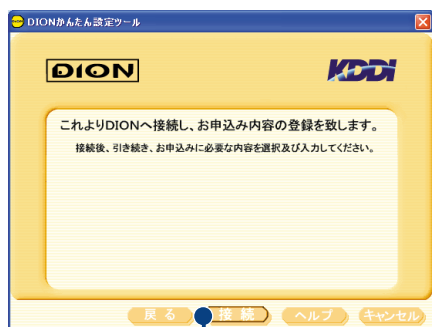 DIONかんたん設定ツール
DION KDDI
これよりDIONへ接続し、お申込み内容の登録を致します。
接続後、引き続き、お申込みに必要な内容を選択及び入力してください。
戻る 接続 ヘルプ キャンセル